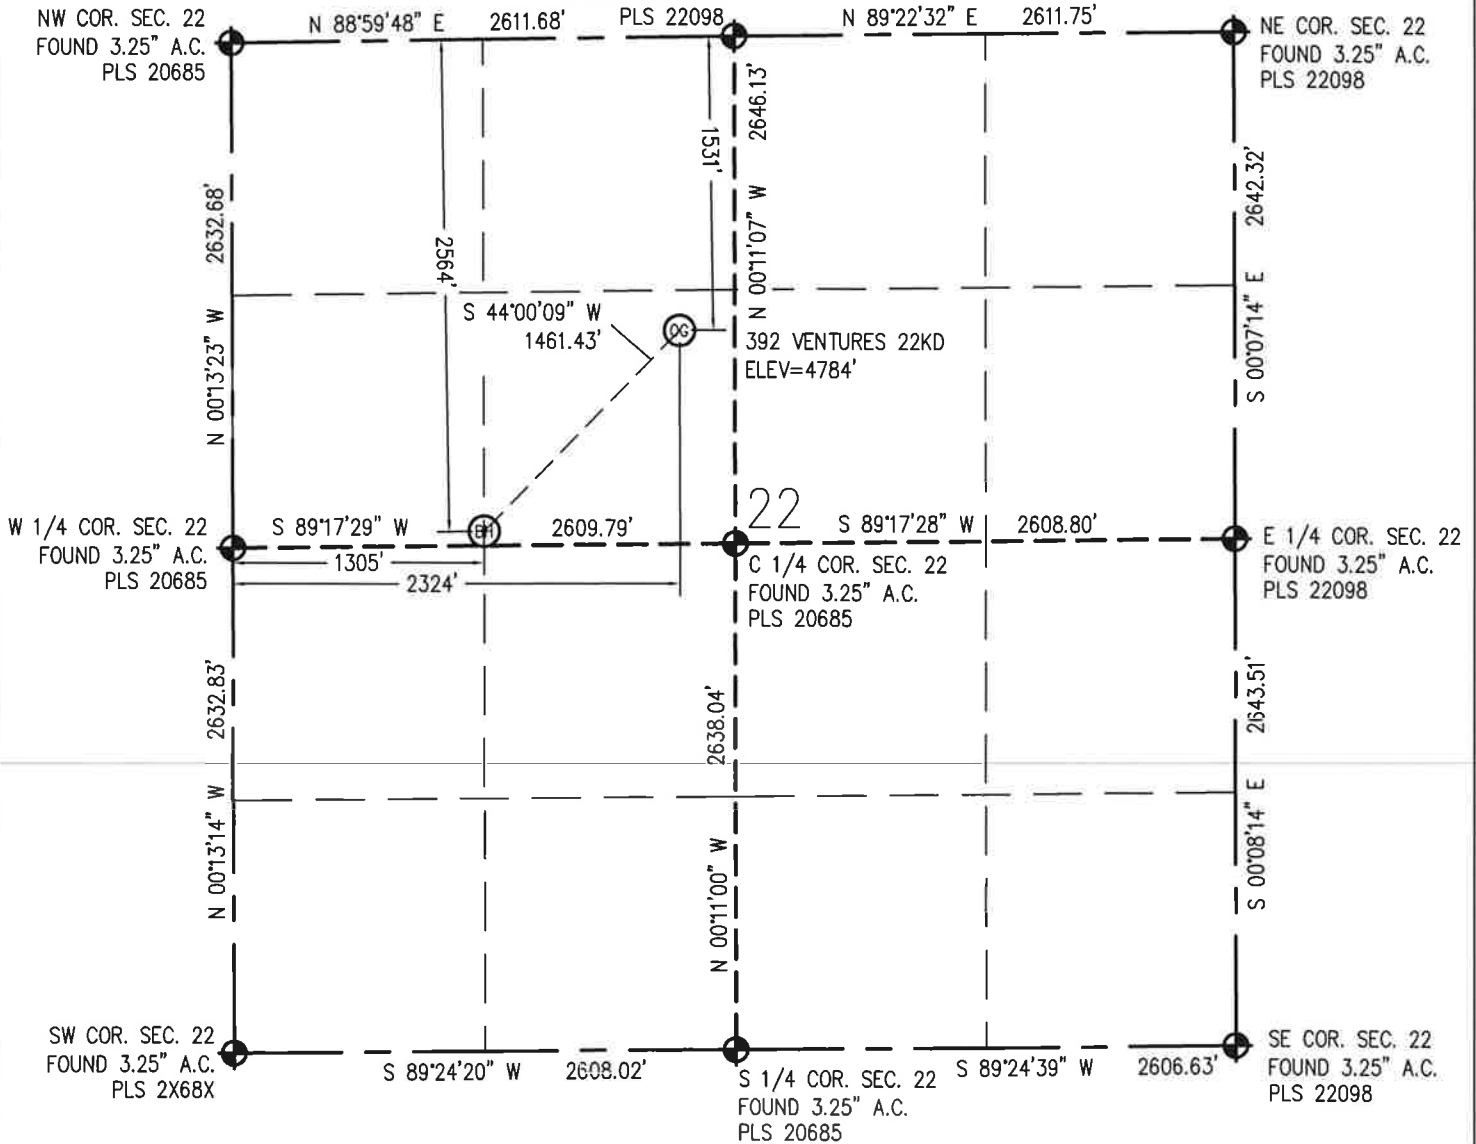 NW COR. SEC. 22
FOUND 3.25" A.C.
PLS 20685
N 88°59'48" E
2611.68'
PLS 22098
N 89°22'32" E
2611.75'
NE COR. SEC. 22
FOUND 3.25" A.C.
PLS 22098
2632.68'
N 00°13'23" W
2564'
1531'
2646.13'
N 00°11'07" W
2642.32'
S 00°07'14" E
S 44°00'09" W
1461.43'
OG
392 VENTURES 22KD
ELEV=4784'
W 1/4 COR. SEC. 22
FOUND 3.25" A.C.
PLS 20685
S 89°17'29" W
BH
2609.79'
1305'
2324'
22
S 89°17'28" W
2608.80'
C 1/4 COR. SEC. 22
FOUND 3.25" A.C.
PLS 20685
E 1/4 COR. SEC. 22
FOUND 3.25" A.C.
PLS 22098
2632.83'
N 00°13'14" W
2638.04'
N 00°11'00" W
2643.51'
S 00°08'14" E
SW COR. SEC. 22
FOUND 3.25" A.C.
PLS 2X68X
S 89°24'20" W
2608.02'
S 1/4 COR. SEC. 22
FOUND 3.25" A.C.
PLS 20685
S 89°24'39" W
2606.63'
SE COR. SEC. 22
FOUND 3.25" A.C.
PLS 22098